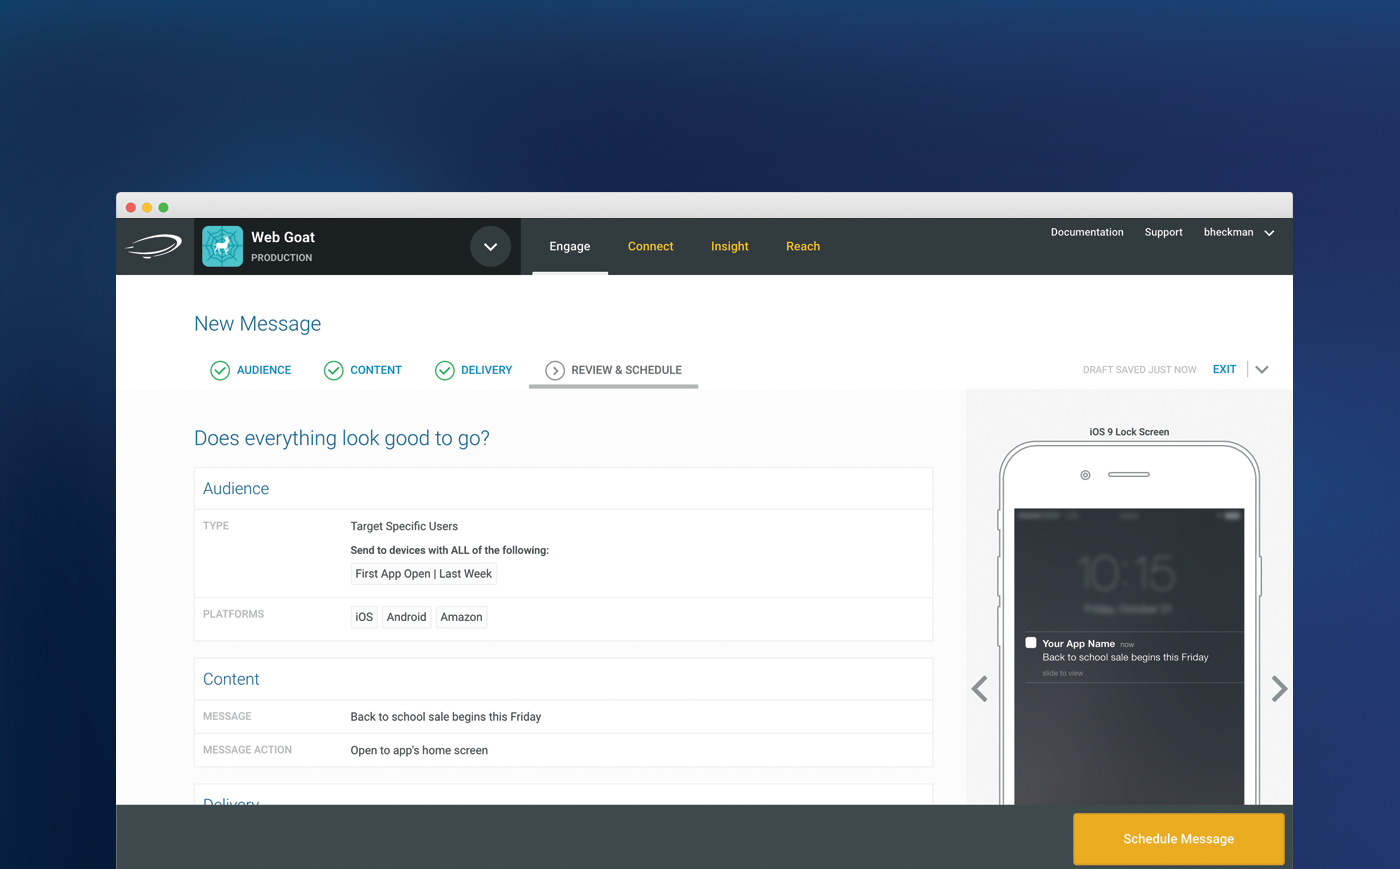 Web Goat
PRODUCTION
Engage
Connect
Insight
Reach
Documentation
Support
bheckman
New Message
AUDIENCE
CONTENT
DELIVERY
REVIEW & SCHEDULE
DRAFT SAVED JUST NOW
EXIT
Does everything look good to go?
Audience
TYPE
Target Specific Users
Send to devices with ALL of the following:
First App Open | Last Week
PLATFORMS
iOS
Android
Amazon
Content
MESSAGE
Back to school sale begins this Friday
MESSAGE ACTION
Open to app's home screen
Delivery
iOS 9 Lock Screen
10:15
Friday, October 21
Your App Name now
Back to school sale begins this Friday
slide to view
Schedule Message